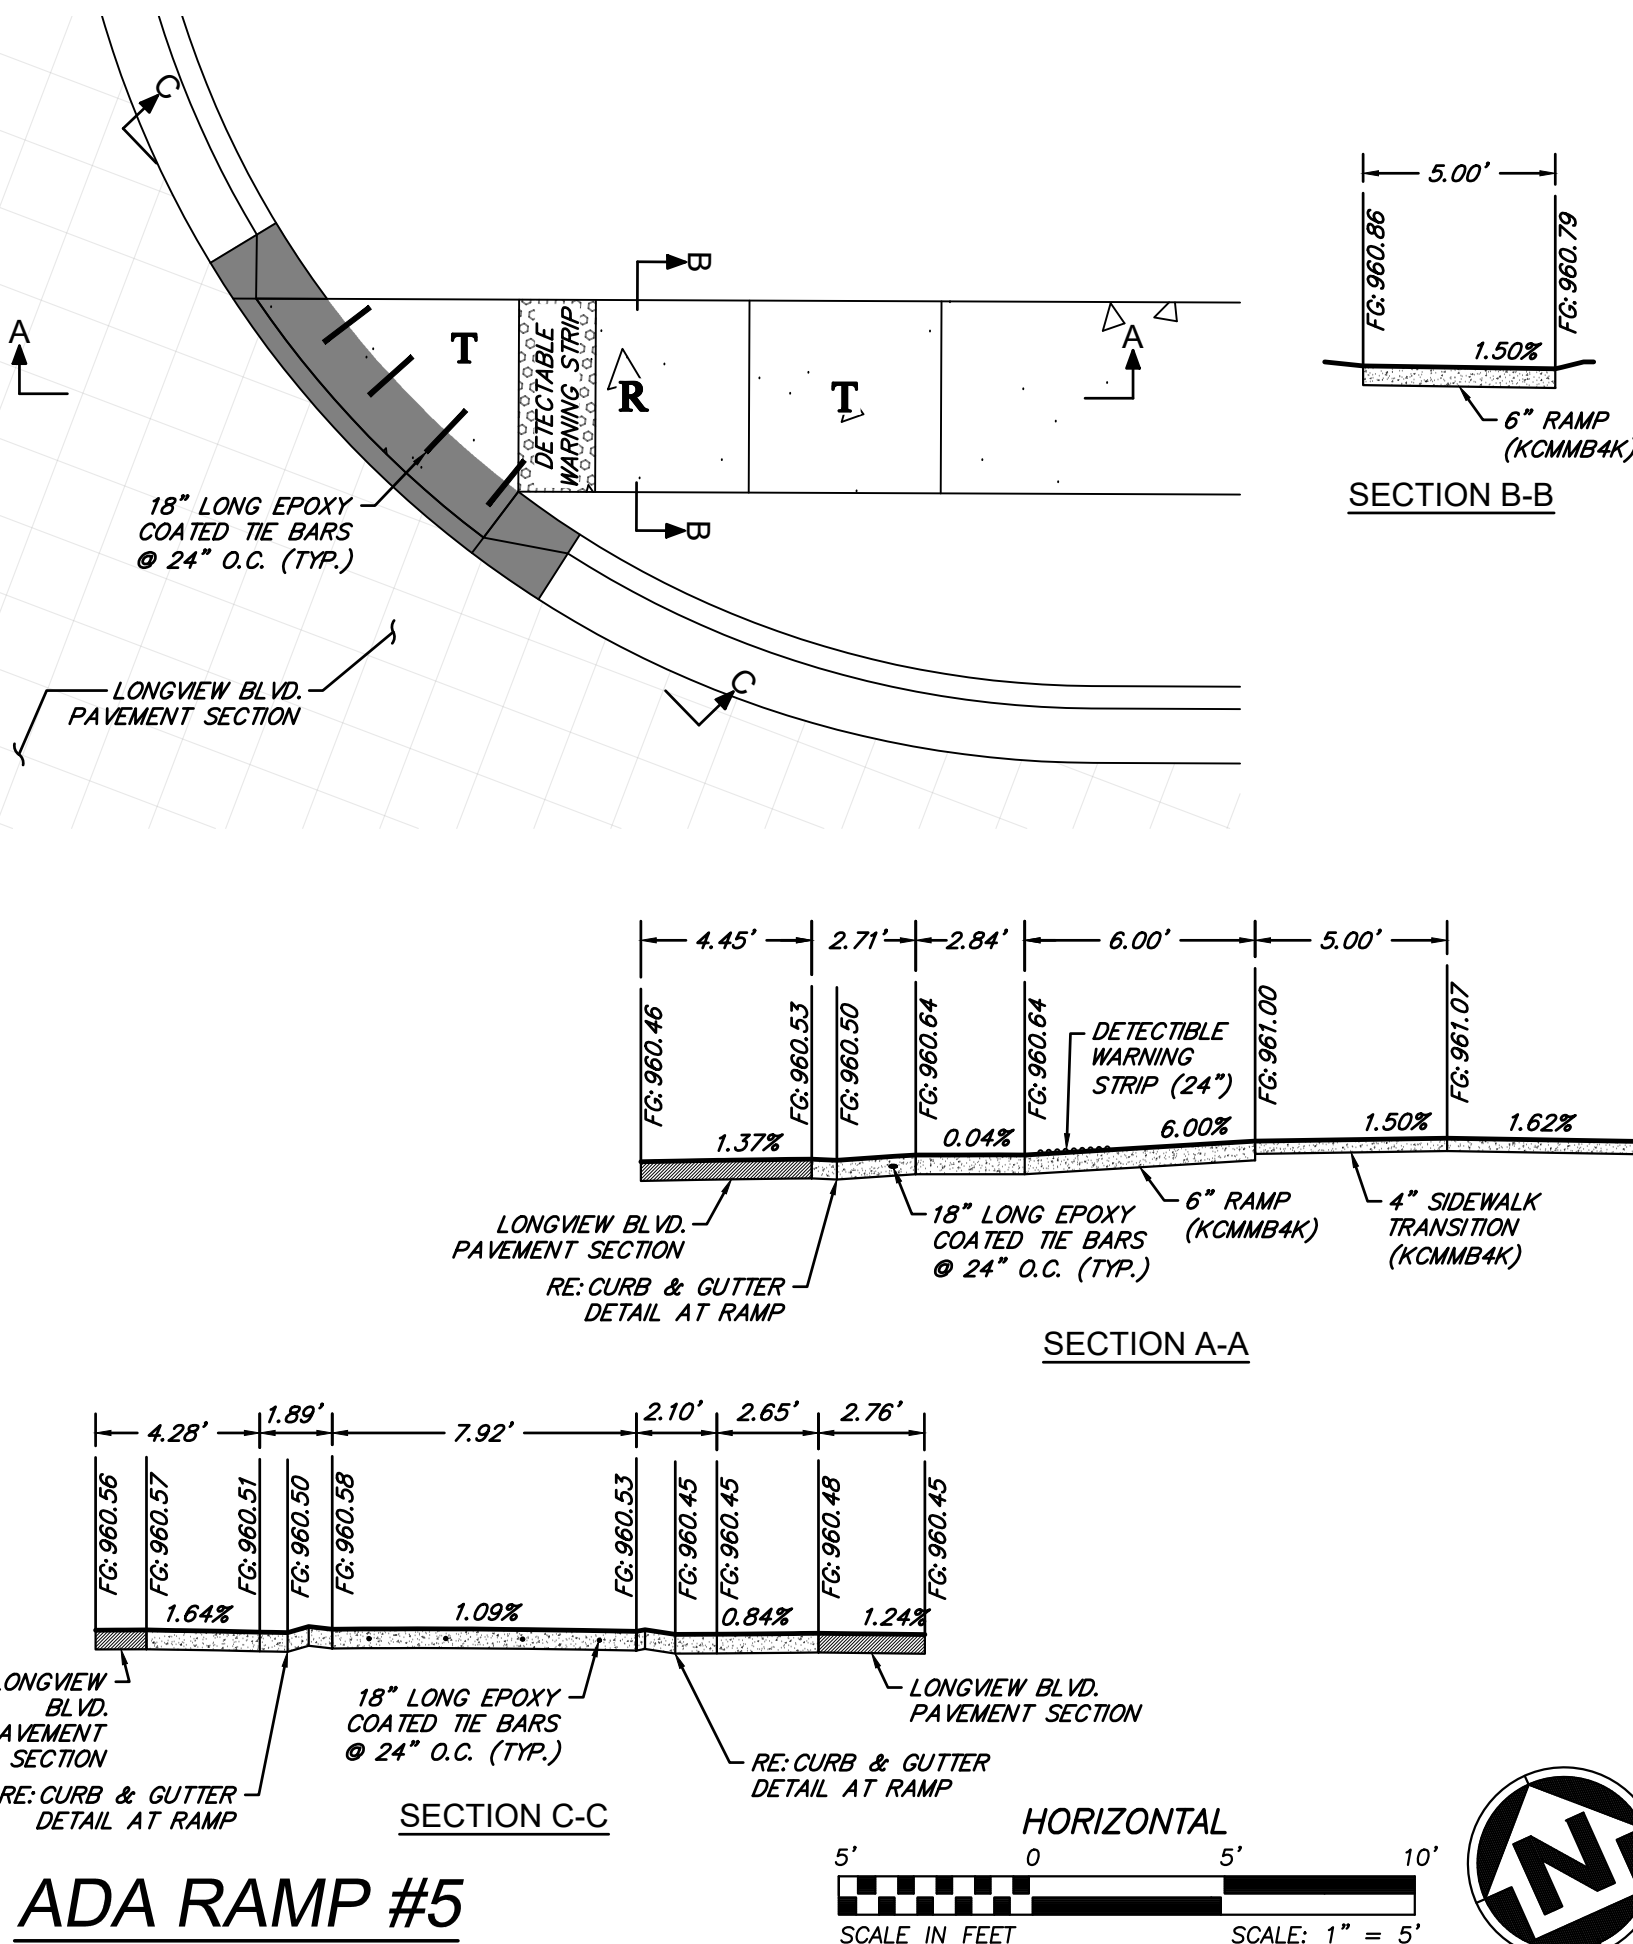 C
5.00'
FG: 960.86
FG: 960.79
1.50%
6" RAMP
(KCMMB4K)
SECTION B-B
B
A
T
DETECTABLE
WARNING STRIP
R
T
A
18" LONG EPOXY
COATED TIE BARS
@ 24" O.C. (TYP.)
B
LONGVIEW BLVD.
PAVEMENT SECTION
C
4.45'
2.71'
2.84'
6.00'
5.00'
FG: 960.46
FG: 960.53
FG: 960.50
FG: 960.64
FG: 960.64
FG: 961.00
FG: 961.07
DETECTIBLE
WARNING
STRIP (24")
1.37%
0.04%
6.00%
1.50%
1.62%
LONGVIEW BLVD.
PAVEMENT SECTION
RE: CURB & GUTTER
DETAIL AT RAMP
18" LONG EPOXY
COATED TIE BARS
@ 24" O.C. (TYP.)
6" RAMP
(KCMMB4K)
4" SIDEWALK
TRANSITION
(KCMMB4K)
SECTION A-A
4.28'
1.89'
7.92'
2.10'
2.65'
2.76'
FG: 960.56
FG: 960.57
FG: 960.51
FG: 960.50
FG: 960.58
FG: 960.53
FG: 960.45
FG: 960.45
FG: 960.48
FG: 960.45
1.64%
1.09%
0.84%
1.24%
ONGVIEW
BLVD.
AVEMENT
SECTION
RE: CURB & GUTTER
DETAIL AT RAMP
18" LONG EPOXY
COATED TIE BARS
@ 24" O.C. (TYP.)
LONGVIEW BLVD.
PAVEMENT SECTION
RE: CURB & GUTTER
DETAIL AT RAMP
SECTION C-C
ADA RAMP #5
HORIZONTAL
5' 0 5' 10'
SCALE IN FEET SCALE: 1" = 5'
N